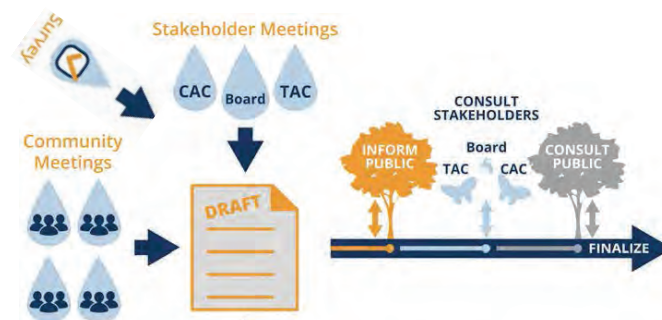 Survey
Stakeholder Meetings
CAC
Board
TAC
Community
Meetings
DRAFT
CONSULT
STAKEHOLDERS
INFORM
PUBLIC
Board
TAC
CAC
CONSULT
PUBLIC
FINALIZE